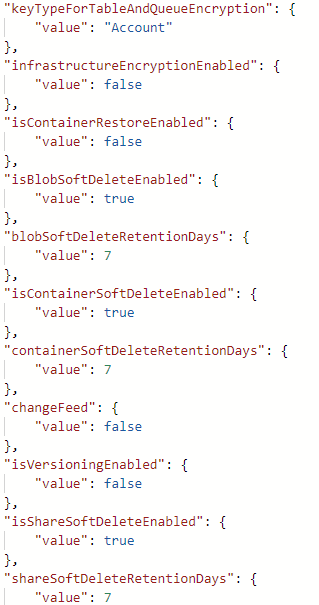 "keyTypeForTableAndQueueEncryption": {
    "value": "Account"
},
"infrastructureEncryptionEnabled": {
    "value": false
},
"isContainerRestoreEnabled": {
    "value": false
},
"isBlobSoftDeleteEnabled": {
    "value": true
},
"blobSoftDeleteRetentionDays": {
    "value": 7
},
"isContainerSoftDeleteEnabled": {
    "value": true
},
"containerSoftDeleteRetentionDays": {
    "value": 7
},
"changeFeed": {
    "value": false
},
"isVersioningEnabled": {
    "value": false
},
"isShareSoftDeleteEnabled": {
    "value": true
},
"shareSoftDeleteRetentionDays": {
    "value": 7